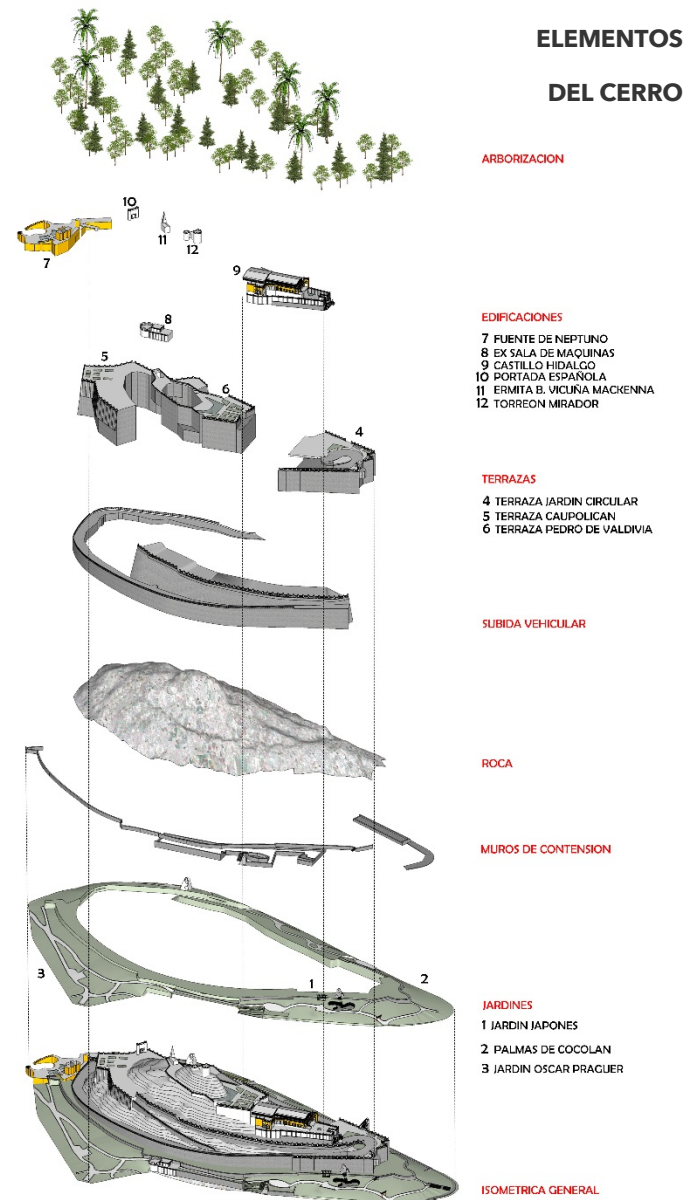 ELEMENTOS
DEL CERRO
ARBORIZACION
10
11
12
7
9
8
5
6
4
EDIFICACIONES
7 FUENTE DE NEPTUNO
8 EX SALA DE MAQUINAS
9 CASTILLO HIDALGO
10 PORTADA ESPAÑOLA
11 ERMITA B. VICUÑA MACKENNA
12 TORREON MIRADOR
TERRAZAS
4 TERRAZA JARDIN CIRCULAR
5 TERRAZA CAUPOLICAN
6 TERRAZA PEDRO DE VALDIVIA
SUBIDA VEHICULAR
ROCA
MUROS DE CONTENSION
3
1
2
JARDINES
1 JARDIN JAPONES
2 PALMAS DE COCOLAN
3 JARDIN OSCAR PRAGUER
ISOMETRICA GENERAL